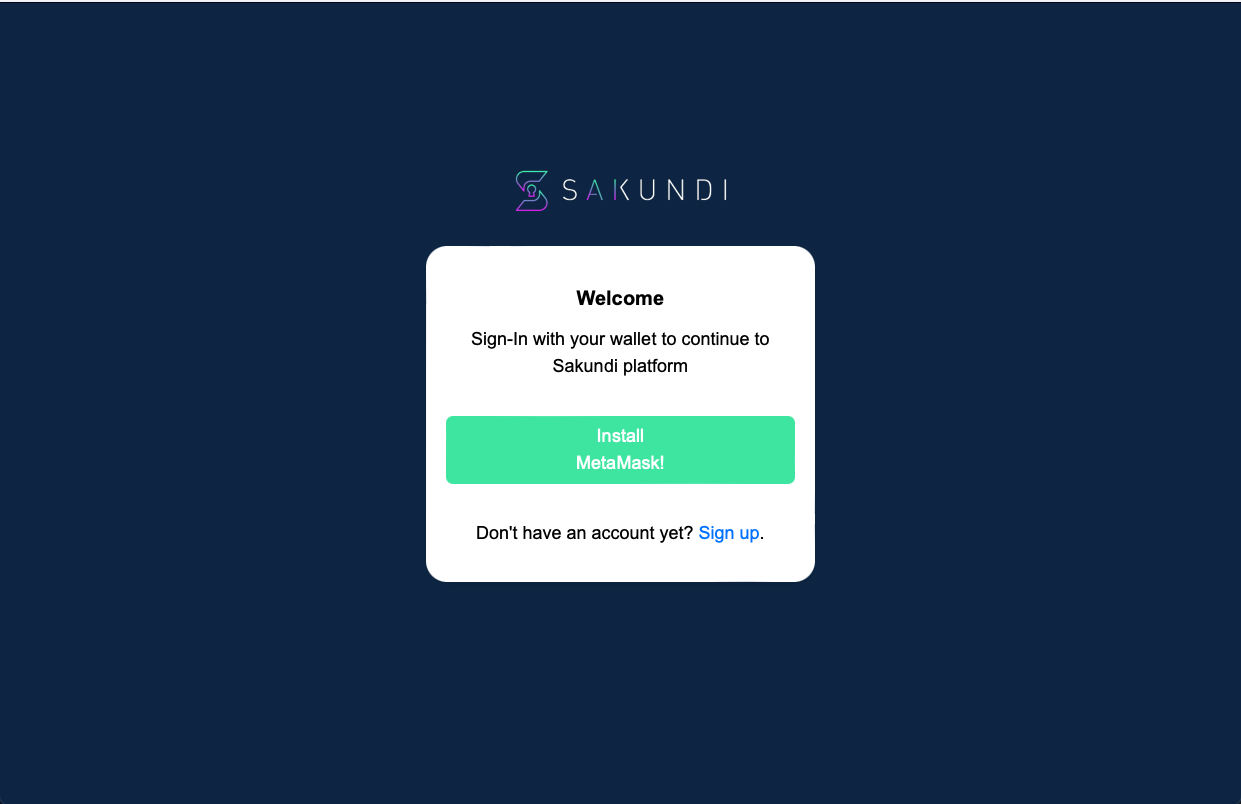 SAKUNDI
Welcome
Sign-In with your wallet to continue to
Sakundi platform
Install
MetaMask!
Don't have an account yet? Sign up.